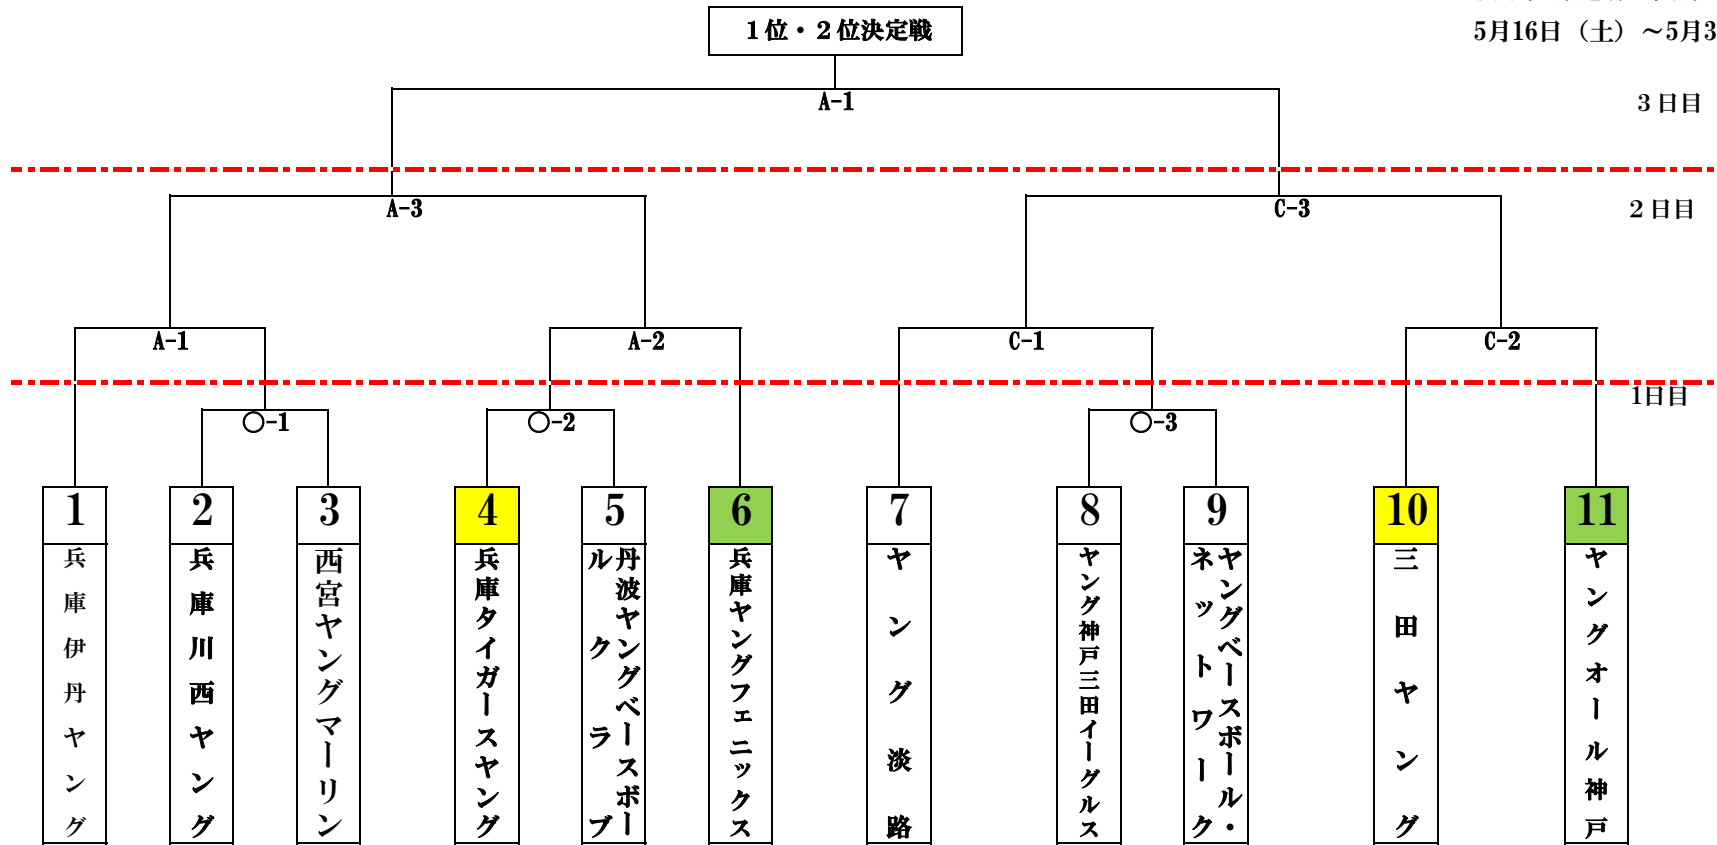 １位・２位決定戦
5月16日（土）～5月3
A-1
３日目
A-3
C-3
２日目
A-1
A-2
C-1
C-2
1日目
○-1
○-2
○-3
1
2
3
4
5
6
7
8
9
10
11
兵庫伊丹ヤング
兵庫川西ヤング
西宮ヤングマーリン
兵庫タイガースヤング
丹波ヤングベースボー
ルクラブ
兵庫ヤングフェニックス
ヤング淡路
ヤング神戸三田イーグルス
ヤングベースボール・
ネットワーク
三田ヤング
ヤングオール神戸